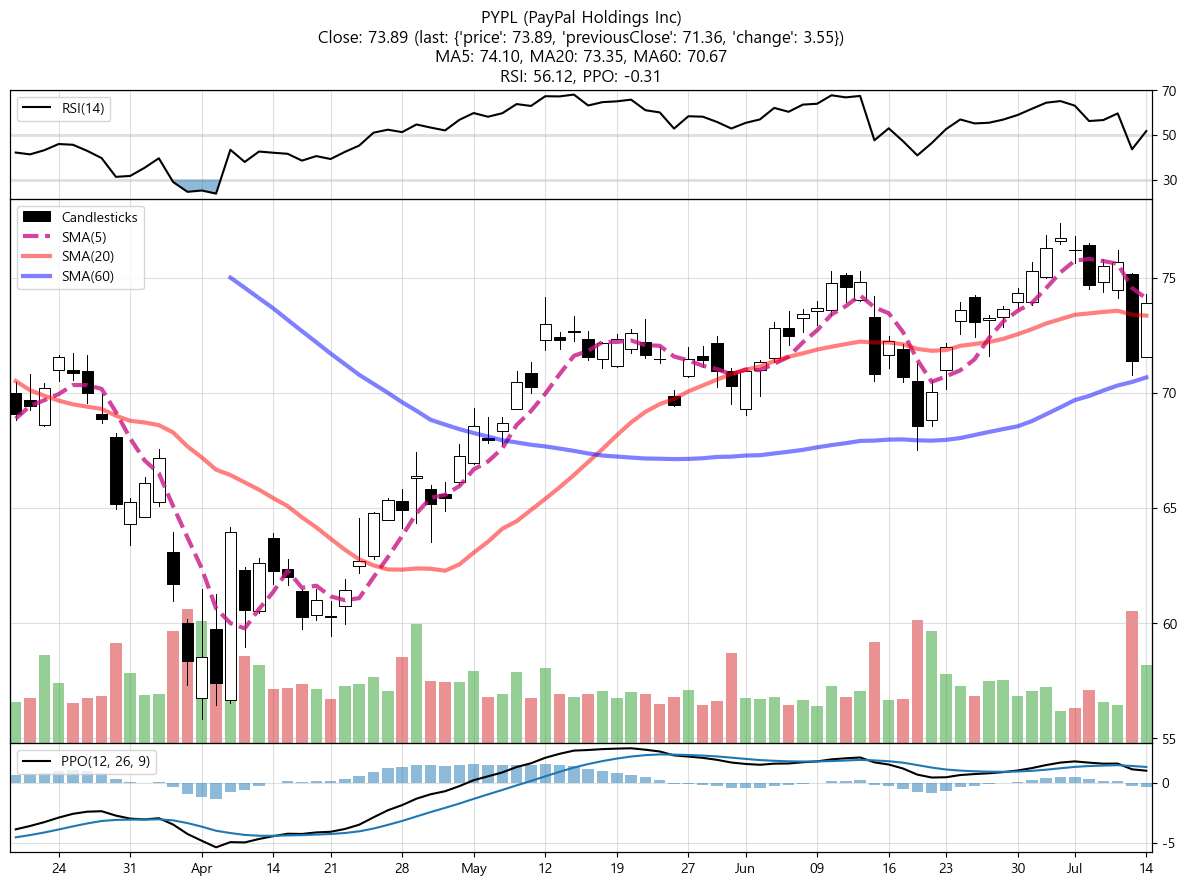 PYPL (PayPal Holdings Inc)
Close: 73.89 (last: {'price': 73.89, 'previousClose': 71.36, 'change': 3.55})
MA5: 74.10, MA20: 73.35, MA60: 70.67
RSI: 56.12, PPO: -0.31
RSI(14)
70
50
30
Candlesticks
SMA(5)
SMA(20)
SMA(60)
75
70
65
60
55
PPO(12, 26, 9)
0
-5
24 31 Apr 14 21 28 May 12 19 27 Jun 09 16 23 30 Jul 14